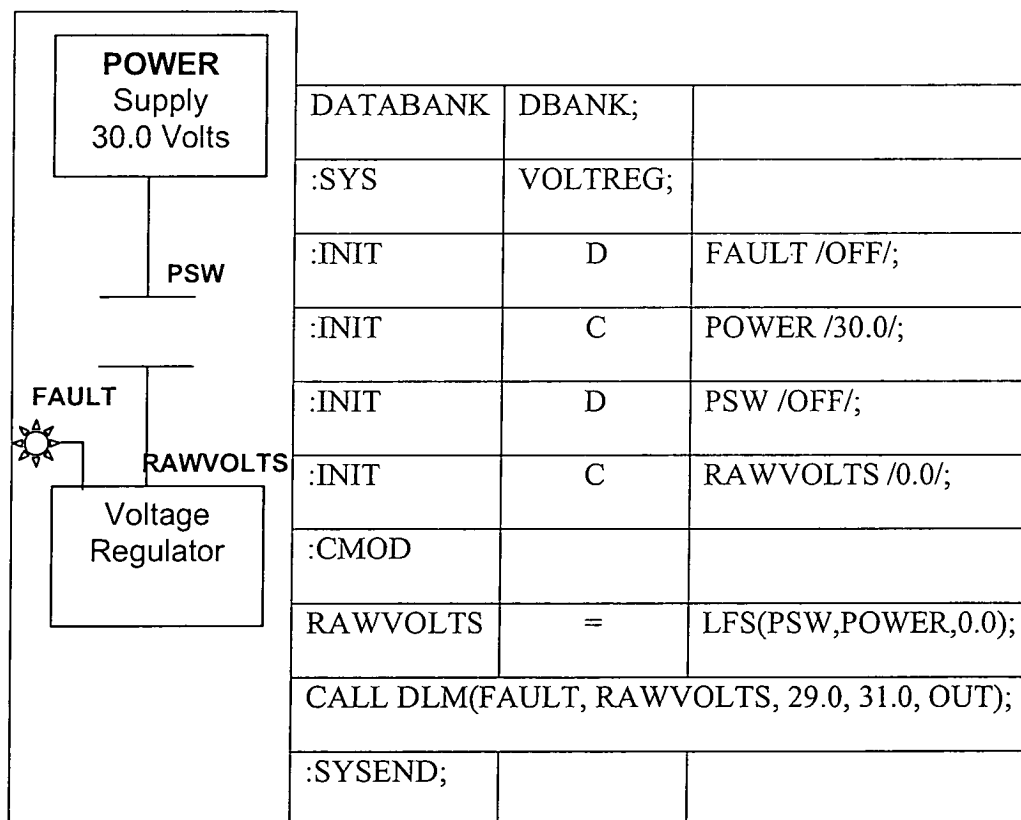 POWER
Supply
30.0 Volts
PSW
FAULT
RAWVOLTS
Voltage
Regulator
DATABANK DBANK;
:SYS VOLTREG;
:INIT D FAULT /OFF/;
:INIT C POWER /30.0/;
:INIT D PSW /OFF/;
:INIT C RAWVOLTS /0.0/;
:CMOD
RAWVOLTS = LFS(PSW,POWER,0.0);
CALL DLM(FAULT, RAWVOLTS, 29.0, 31.0, OUT);
:SYSEND;